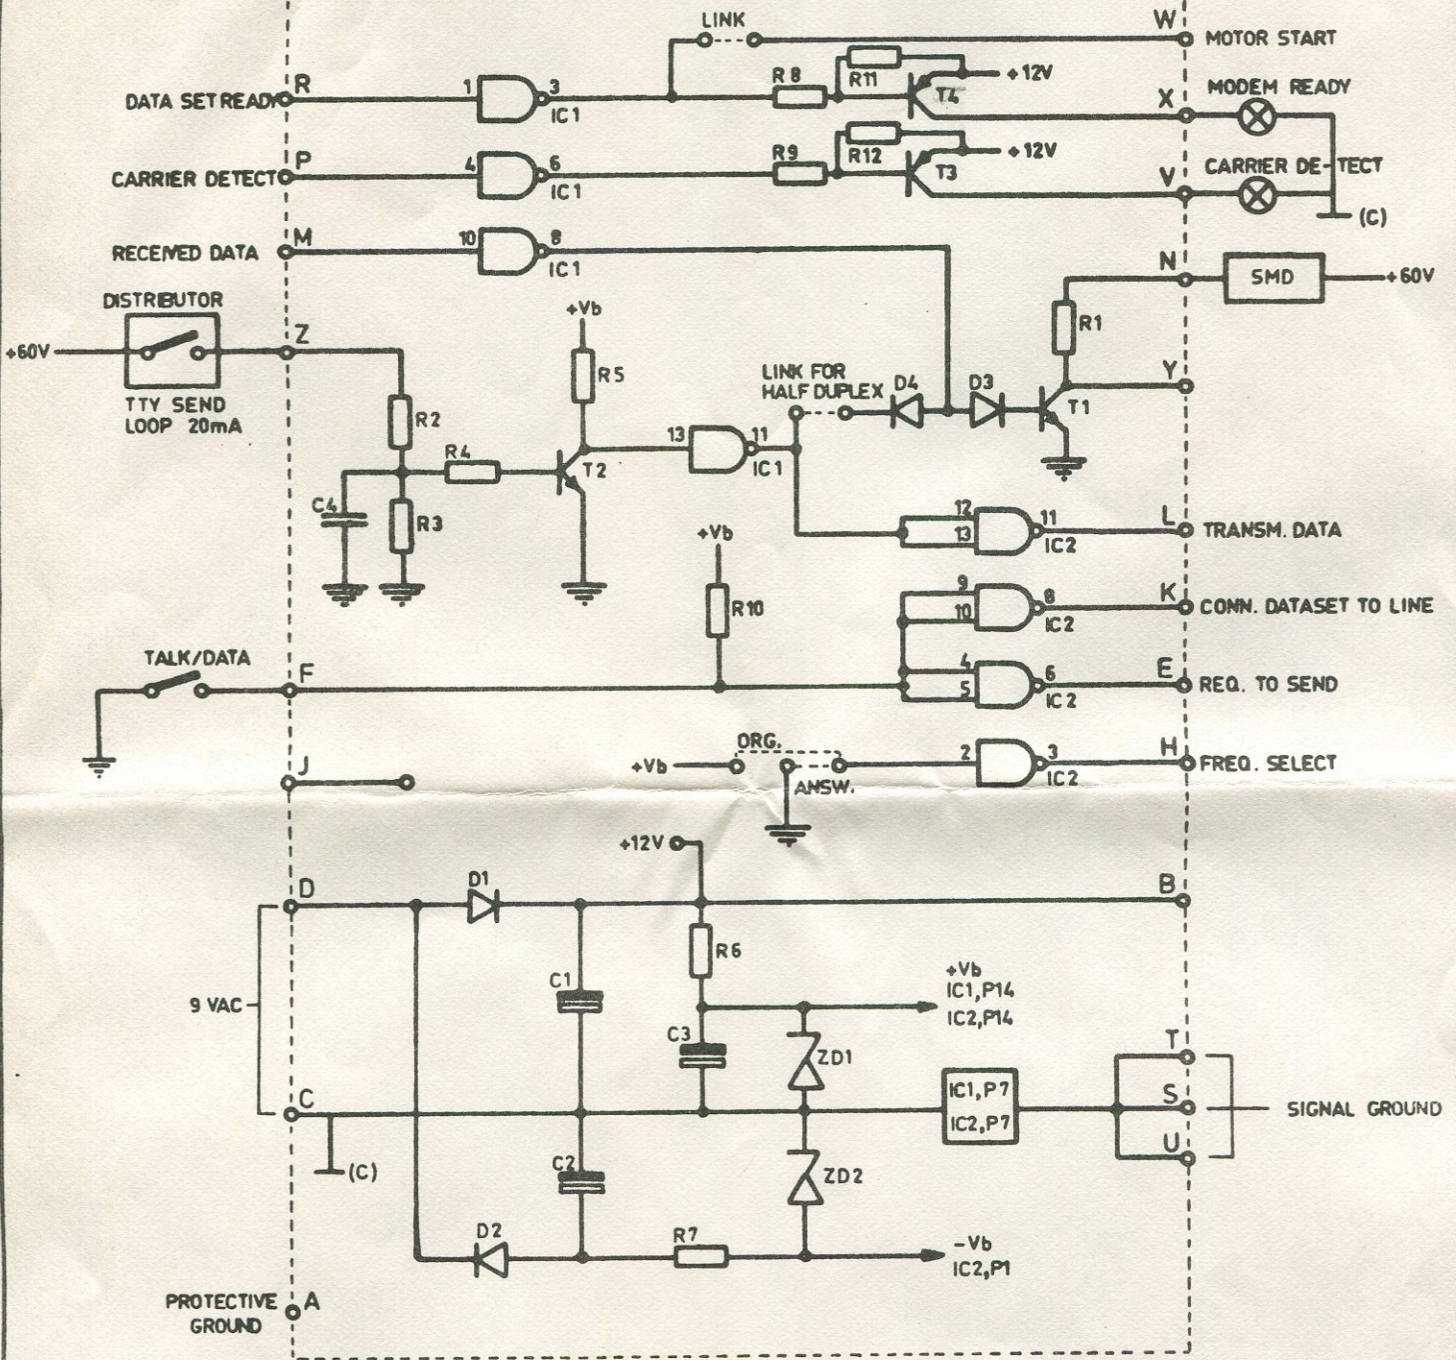 LINK
W
MOTOR START
DATA SET READY
R
1
3
IC1
R8
R11
+12V
T4
X
MODEM READY
CARRIER DETECT
P
4
6
IC1
R9
R12
+12V
T3
V
CARRIER DE-TECT
(C)
RECEIVED DATA
M
10
8
IC1
N
SMD
+60V
DISTRIBUTOR
+60V
Z
TTY SEND
LOOP 20mA
+Vb
R5
R1
Y
LINK FOR
HALF DUPLEX
D4
D3
T1
R2
R4
T2
13
11
IC1
C4
R3
12
13
11
IC2
L
TRANSM. DATA
+Vb
R10
9
10
8
IC2
K
CONN. DATASET TO LINE
TALK/DATA
F
4
5
6
IC2
E
REQ. TO SEND
J
ORG.
+Vb
ANSW.
2
3
IC2
H
FREQ. SELECT
+12V
D
D1
B
9 VAC
C1
R6
+Vb
IC1,P14
IC2,P14
C3
ZD1
C
(C)
IC1,P7
IC2,P7
T
S
U
SIGNAL GROUND
C2
ZD2
D2
R7
-Vb
IC2,P1
PROTECTIVE
GROUND
A